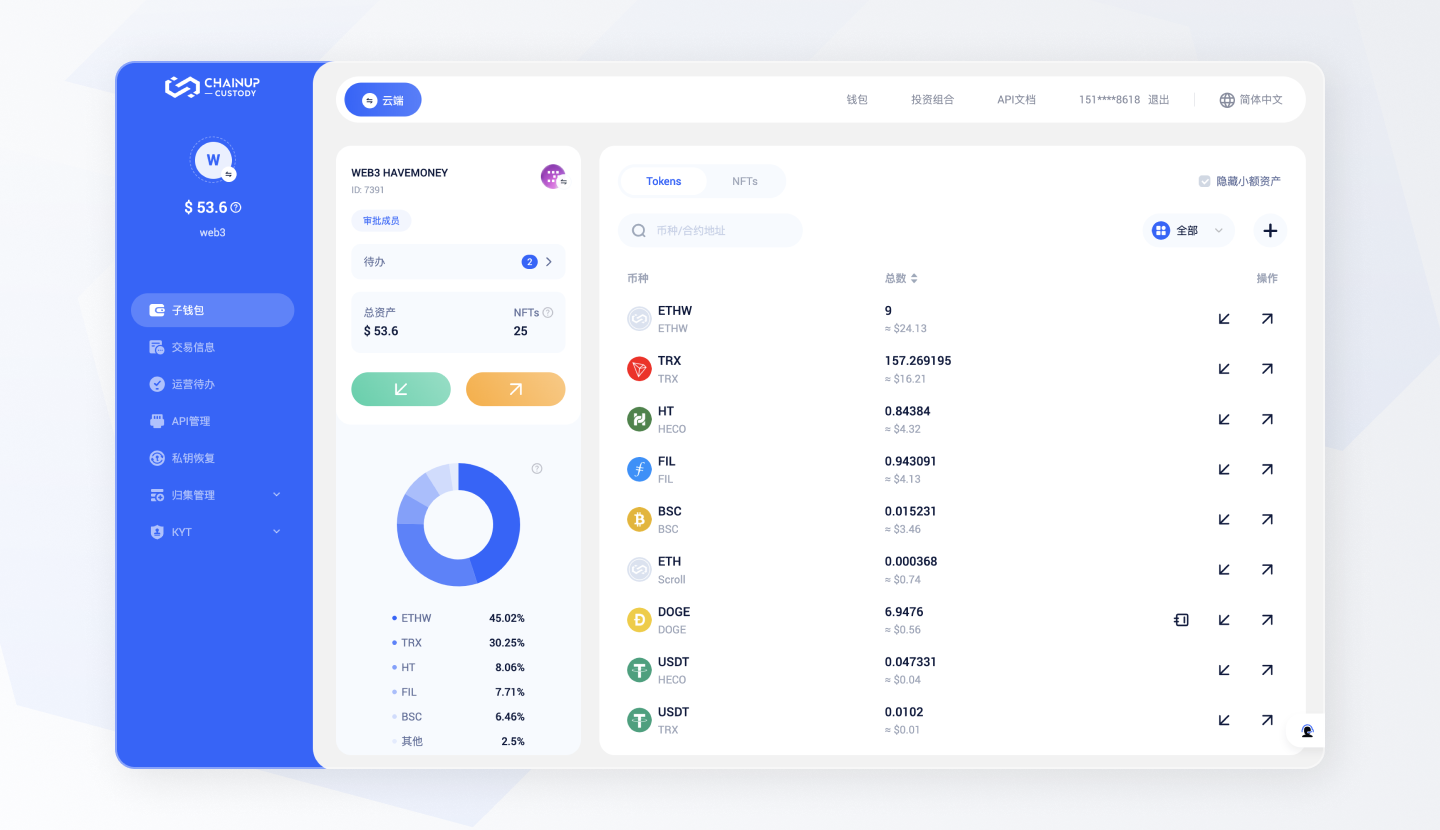 CHAINUP
CUSTODY
W
$ 53.6
web3
子钱包
交易信息
运营待办
API管理
私钥恢复
归集管理
KYT
云端
钱包 投资组合 API文档 151****8618 退出 简体中文
WEB3 HAVEMONEY
ID: 7391
审批成员
待办 2
总资产 NFTs
$ 53.6 25
ETHW 45.02%
TRX 30.25%
HT 8.06%
FIL 7.71%
BSC 6.46%
其他 2.5%
Tokens NFTs 隐藏小额资产
币种/合约地址 全部
币种 总数 操作
ETHW 9
ETHW ≈ $24.13
TRX 157.269195
TRX ≈ $16.21
HT 0.84384
HECO ≈ $4.32
FIL 0.943091
FIL ≈ $4.13
BSC 0.015231
BSC ≈ $3.46
ETH 0.000368
Scroll ≈ $0.74
DOGE 6.9476
DOGE ≈ $0.56
USDT 0.047331
HECO ≈ $0.04
USDT 0.0102
TRX ≈ $0.01